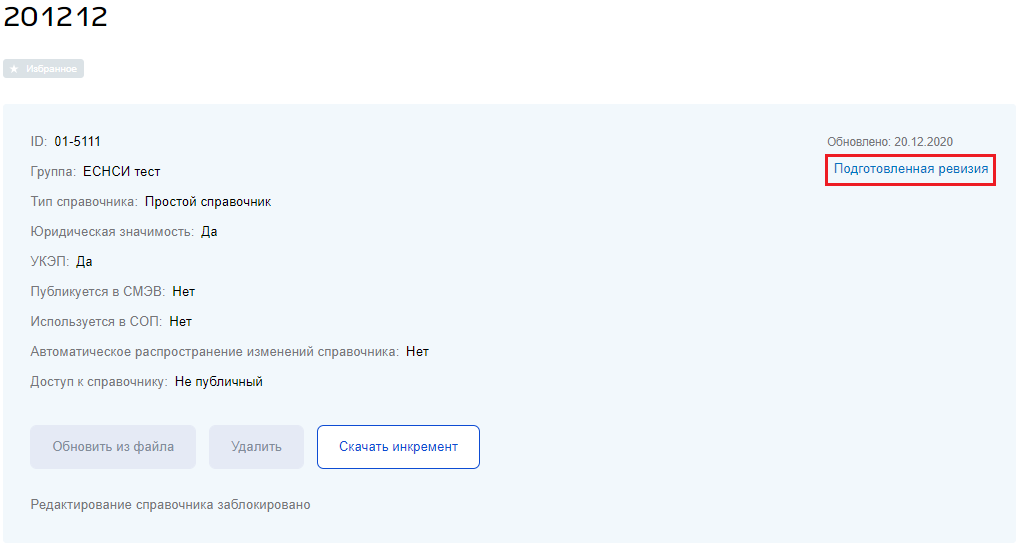 201212
Избранное
ID: 01-5111
Обновлено: 20.12.2020
Группа: ЕСНСИ тест
Подготовленная ревизия
Тип справочника: Простой справочник
Юридическая значимость: Да
УКЭП: Да
Публикуется в СМЭВ: Нет
Используется в СОП: Нет
Автоматическое распространение изменений справочника: Нет
Доступ к справочнику: Не публичный
Обновить из файла
Удалить
Скачать инкремент
Редактирование справочника заблокировано